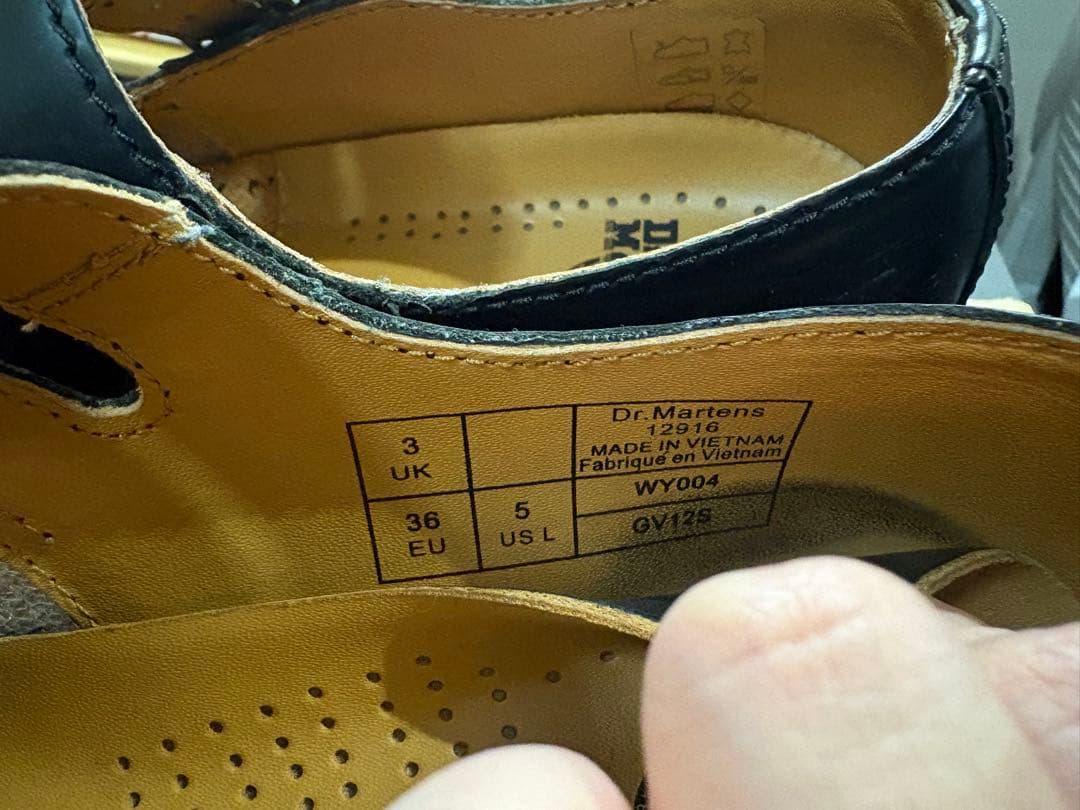 3
UK
36
EU
5
US L
Dr.Martens
12916
MADE IN VIETNAM
Fabriqué en Vietnam
WY004
GV12S